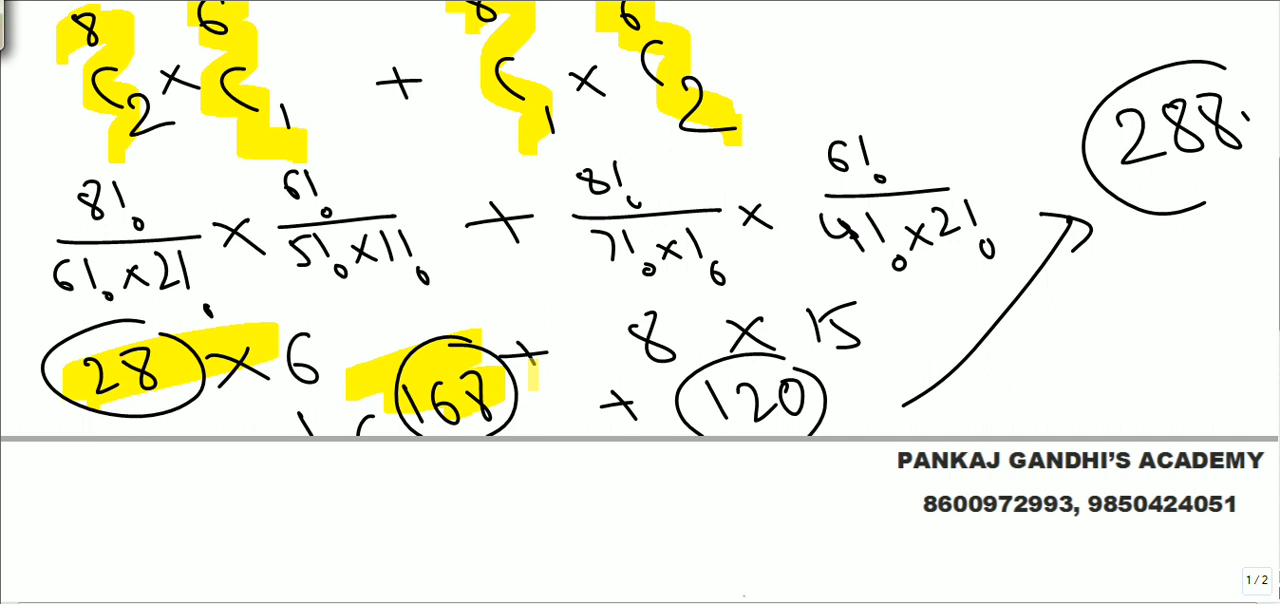 8C2 × 6C1 + 8C1 × 6C2
288.
8!/(6! × 2!) × 6!/(5! × 1!) + 8!/(7! × 1!) × 6!/(4! × 2!)
28 × 6 + 8 × 15
168 + 120
PANKAJ GANDHI'S ACADEMY
8600972993, 9850424051
1 / 2